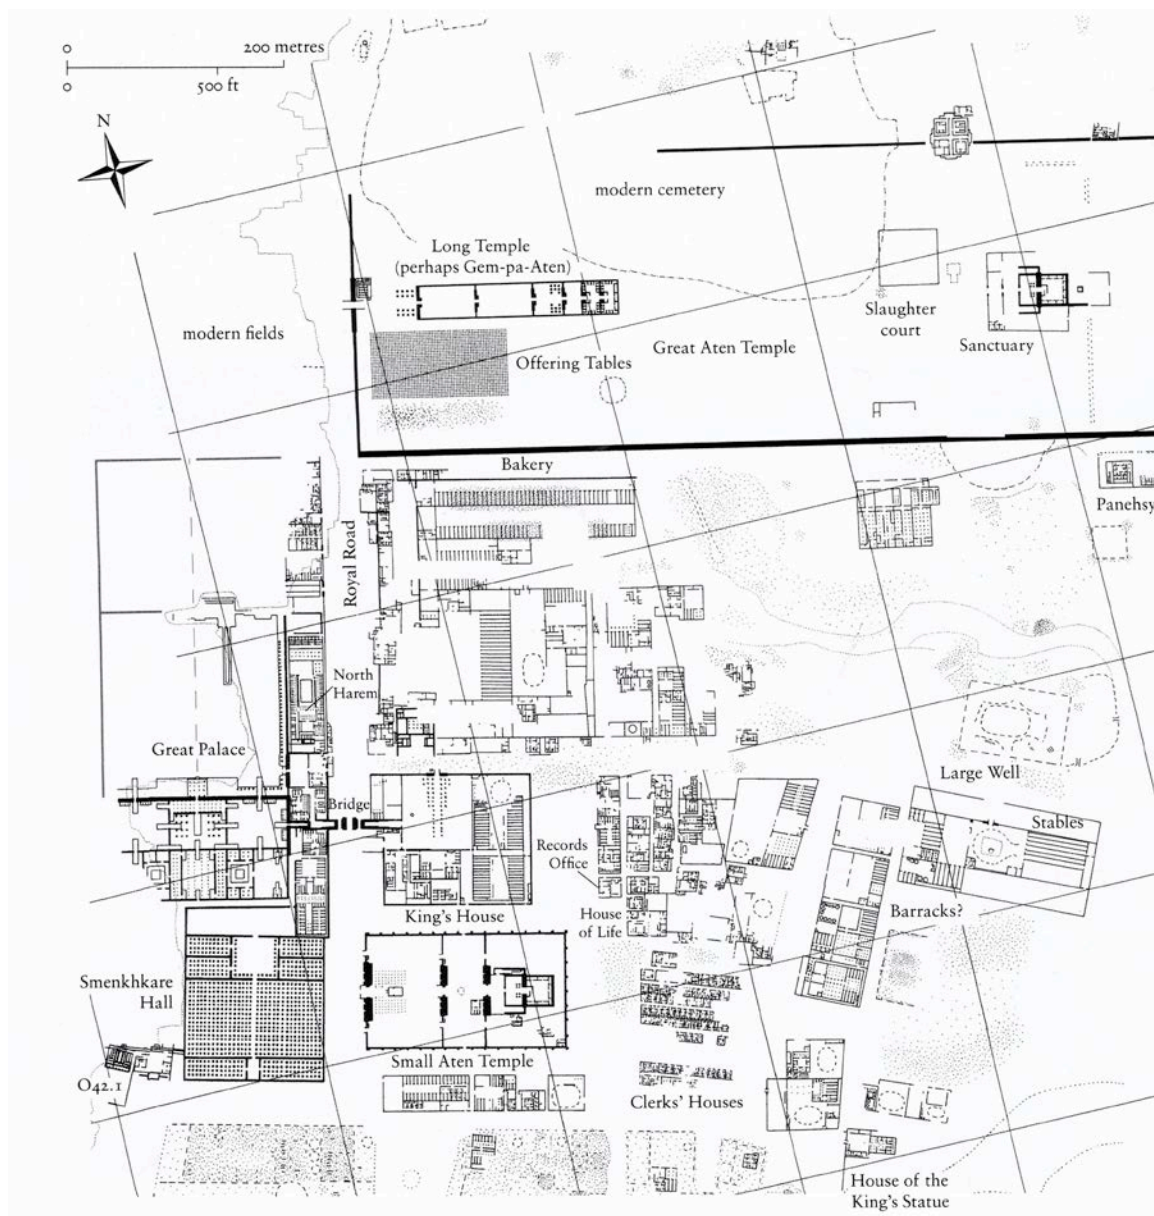 0 200 metres
0 500 ft
N
modern cemetery
Long Temple
(perhaps Gem-pa-Aten)
modern fields
Slaughter
court
Sanctuary
Great Aten Temple
Offering Tables
Bakery
Panehsy
Royal Road
North
Harem
Great Palace
Large Well
Bridge
Stables
Records
Office
King's House
House
of Life
Barracks?
Smenkhkare
Hall
Small Aten Temple
O42.1
Clerks' Houses
House of the
King's Statue